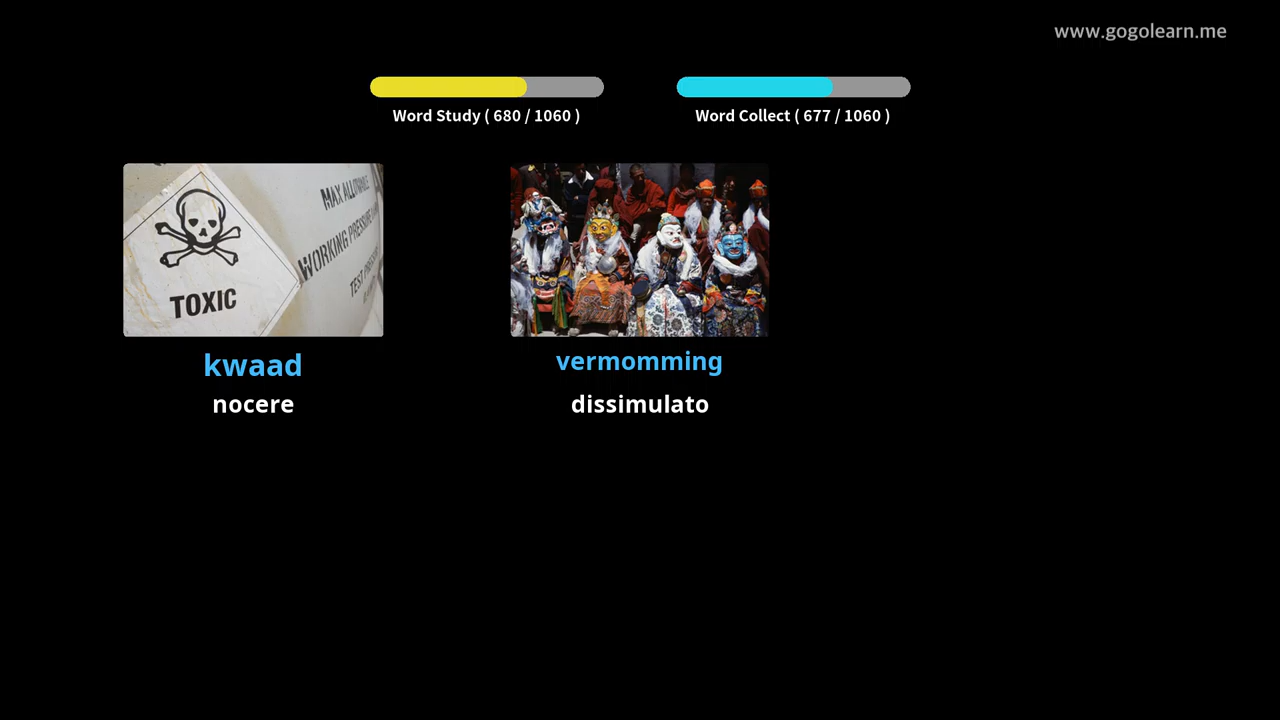 www.gogolearn.me
Word Study ( 680 / 1060 )
Word Collect ( 677 / 1060 )
TOXIC
MAX ALLOWABLE
WORKING PRESSURE
TEST
kwaad
nocere
vermomming
dissimulato